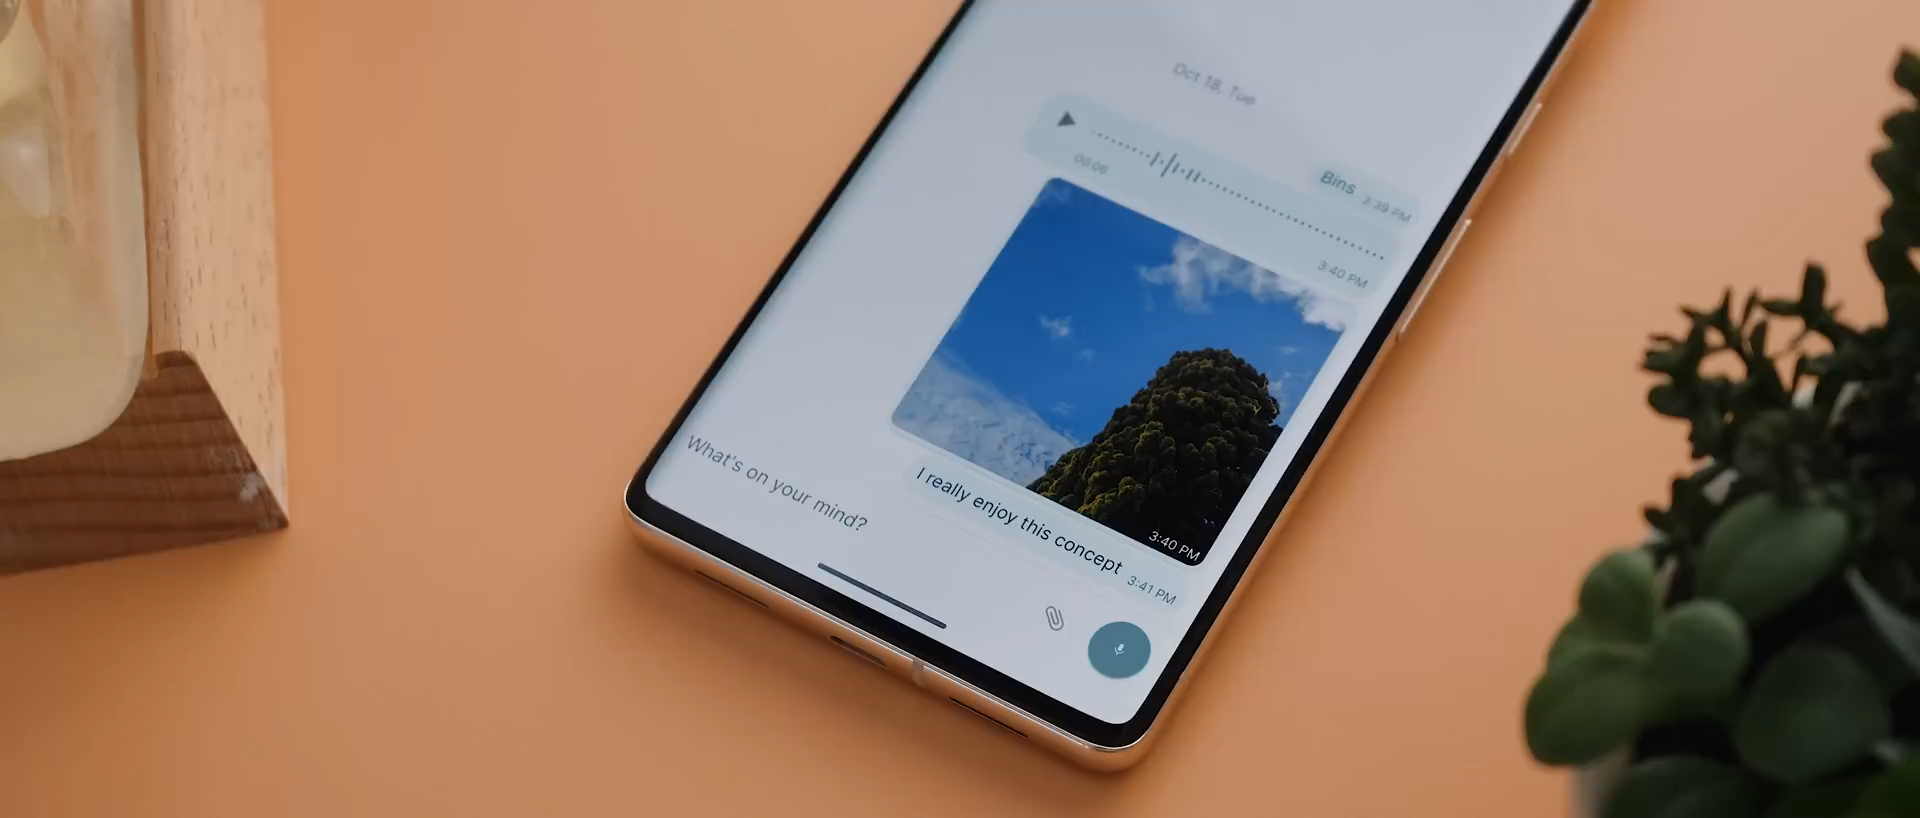 Oct 18, Tue
Bins 3:39 PM
00:06
3:40 PM
3:40 PM
I really enjoy this concept 3:41 PM
What's on your mind?